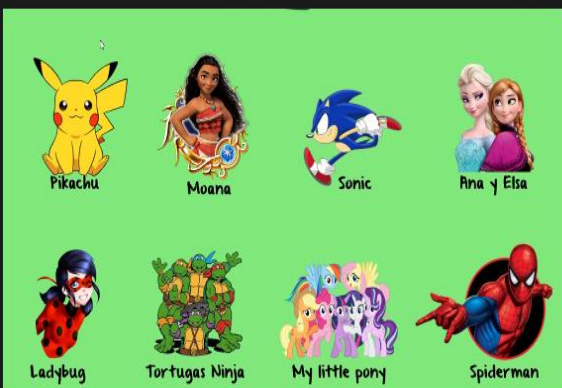 Pikachu
Moana
Sonic
Ana y Elsa
Ladybug
Tortugas Ninja
My little pony
Spiderman